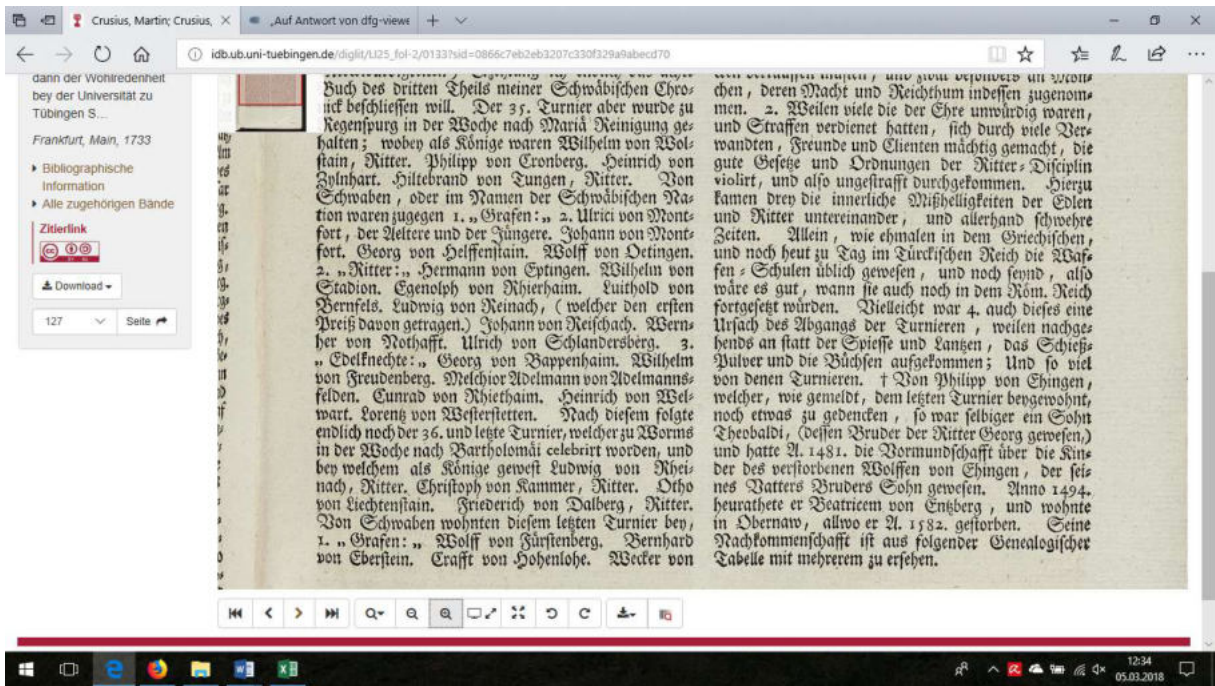 Crusius, Martin; Crusius,
„Auf Antwort von dfg-viewe
idb.ub.uni-tuebingen.de/diglit/LI25_fol-2/0133?sid=0866c7eb2eb3207c330f329a9abecd70
dann der Wohlredenheit
bey der Universität zu
Tübingen S...
Frankfurt, Main, 1733
Bibliographische
Information
Alle zugehörigen Bände
Zitierlink
Download
127
Seite
Buch des dritten Theils meiner Schwäbischen Chro-
nick beschliessen will. Der 35. Turnier aber wurde zu
Regenspurg in der Woche nach Mariä Reinigung ge-
halten; wobey als Könige waren Wilhelm von Wol-
stain, Ritter. Philipp von Cronberg. Heinrich von
Zylnhart. Hiltebrand von Tungen, Ritter. Von
Schwaben, oder im Namen der Schwäbischen Na-
tion waren zugegen 1. „Grafen:„ 2. Ulrici von Mont-
fort, der Aeltere und der Jüngere. Johann von Mont-
fort. Georg von Helffenstain. Wolff von Oetingen.
2. „Ritter:„ Hermann von Eptingen. Wilhelm von
Stadion. Egenolph von Rhierhaim. Luithold von
Bernfels. Ludwig von Reinach, (welcher den ersten
Preiß davon getragen.) Johann von Reischach. Wern-
her von Nothafft. Ulrich von Schlandersberg. 3.
„Edelknechte:„ Georg von Bappenhaim. Wilhelm
von Freudenberg. Melchior Adelmann von Adelmanns-
felden. Cunrad von Rhiethaim. Heinrich von Wel-
wart. Lorentz von Westerstetten. Nach diesem folgte
endlich noch der 36. und letzte Turnier, welcher zu Worms
in der Woche nach Bartholomäi celebrirt worden, und
bey welchem als Könige gewest Ludwig von Rhei-
nach, Ritter. Christoph von Kammer, Ritter. Otho
von Liechtenstain. Friederich von Dalberg, Ritter.
Von Schwaben wohnten diesem letzten Turnier bey,
1. „Grafen:„ Wolff von Fürstenberg. Bernhard
von Eberstein. Crafft von Hohenlohe. Wecker von
chen, deren Macht und Reichthum indessen zugenom-
men. 2. Weilen viele die der Ehre unwürdig waren,
und Straffen verdienet hatten, sich durch viele Ver-
wandten, Freunde und Clienten mächtig gemacht, die
gute Gesetze und Ordnungen der Ritter-Disciplin
violirt, und also ungestrafft durchgekommen. Hierzu
kamen drey die innerliche Mißhelligkeiten der Edlen
und Ritter untereinander, und allerhand schwehre
Zeiten. Allein, wie ehmalen in dem Griechischen,
und noch heut zu Tag im Türckischen Reich die Waf-
fen-Schulen üblich gewesen, und noch seynd, also
wäre es gut, wann sie auch noch in dem Röm. Reich
fortgesetzt würden. Vielleicht war 4. auch dieses eine
Ursach des Abgangs der Turnieren, weilen nachge-
hends an statt der Spiesse und Lantzen, das Schieß-
Pulver und die Büchsen aufgekommen; Und so viel
von denen Turnieren. † Von Philipp von Ehingen,
welcher, wie gemeldt, dem letzten Turnier beygewohnt,
noch etwas zu gedencken, so war selbiger ein Sohn
Theobaldi, (dessen Bruder der Ritter Georg gewesen,)
und hatte A. 1481. die Vormundschafft über die Kin-
der des verstorbenen Wolffen von Ehingen, der sei-
nes Vatters Bruders Sohn gewesen. Anno 1494.
heurathete er Beatricem von Entzberg, und wohnte
in Obernaw, allwo er A. 1582. gestorben. Seine
Nachkommenschafft ist aus folgender Genealogischer
Tabelle mit mehrerem zu ersehen.
12:34
05.03.2018